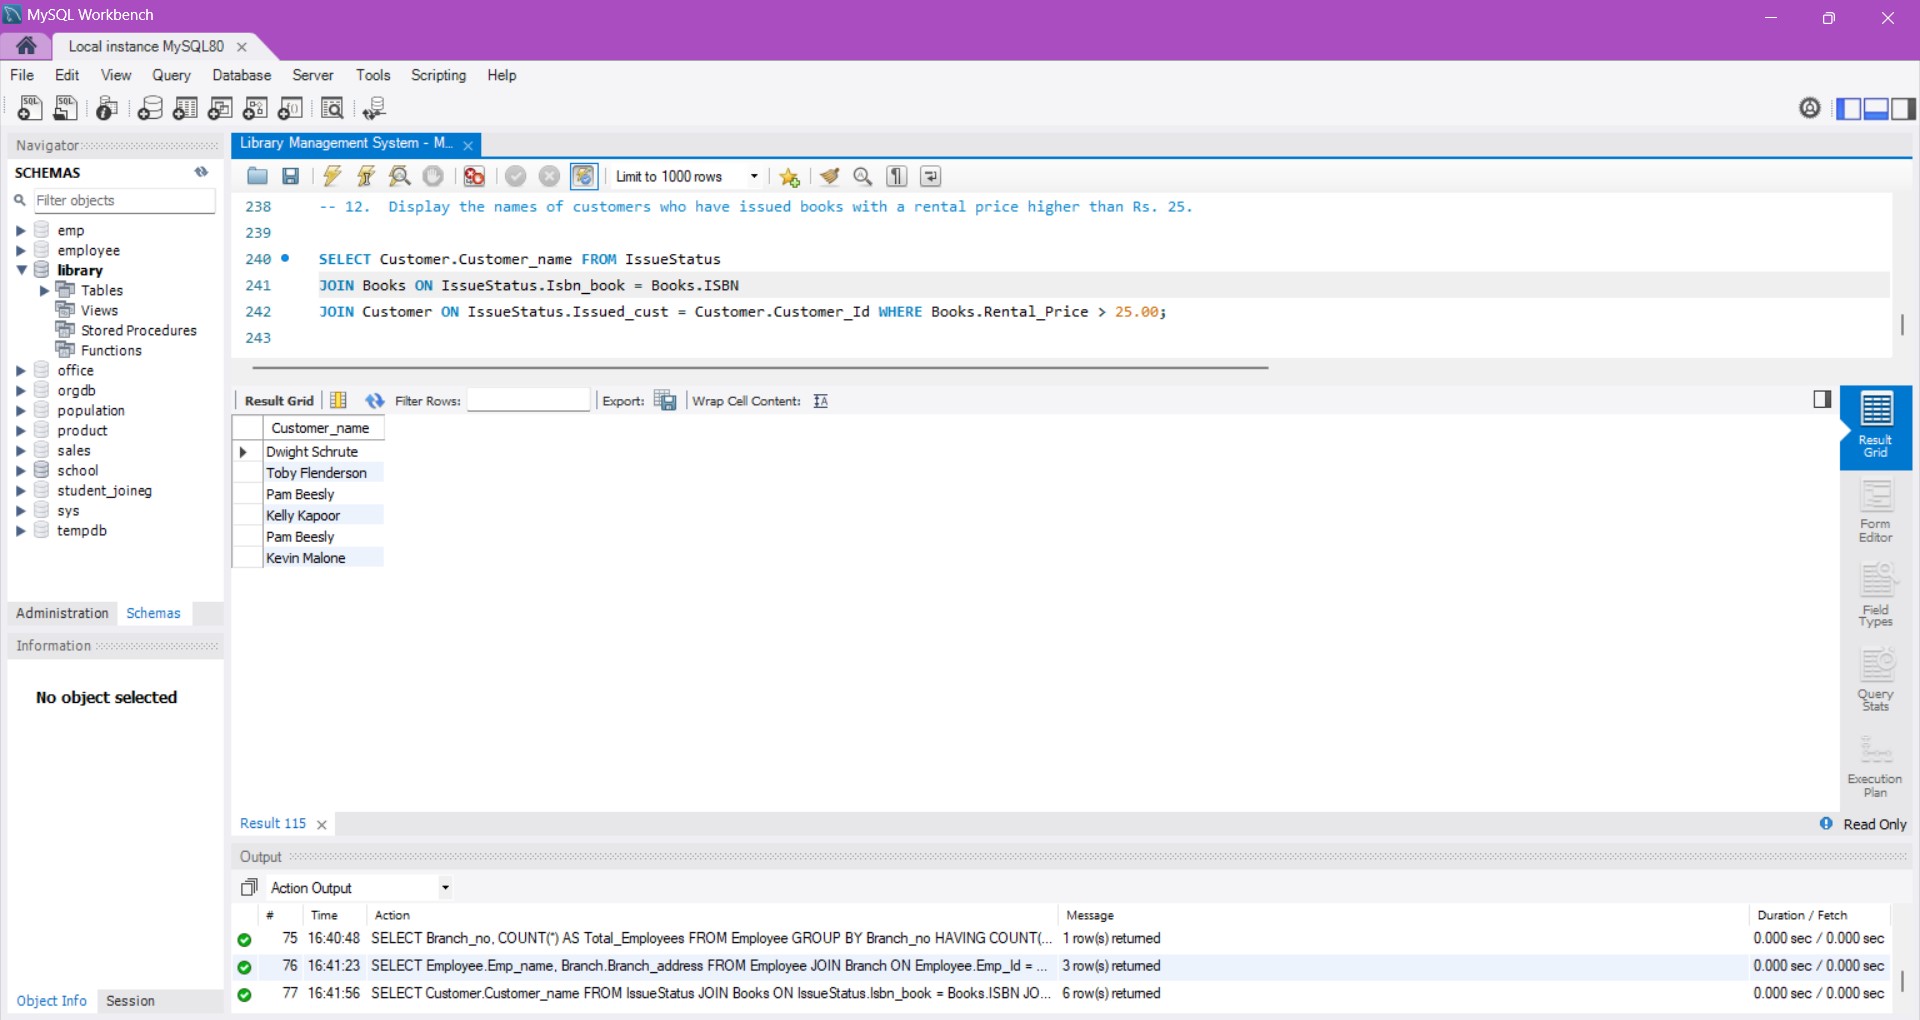 MySQL Workbench
Local instance MySQL80
File Edit View Query Database Server Tools Scripting Help
Navigator
SCHEMAS
Filter objects
emp
employee
library
Tables
Views
Stored Procedures
Functions
office
orgdb
population
product
sales
school
student_joineg
sys
tempdb
Administration Schemas
Information
No object selected
Object Info Session
Library Management System - M...
Limit to 1000 rows
238 -- 12. Display the names of customers who have issued books with a rental price higher than Rs. 25.
239
240 SELECT Customer.Customer_name FROM IssueStatus
241 JOIN Books ON IssueStatus.Isbn_book = Books.ISBN
242 JOIN Customer ON IssueStatus.Issued_cust = Customer.Customer_Id WHERE Books.Rental_Price > 25.00;
243
Result Grid Filter Rows: Export: Wrap Cell Content:
Customer_name
Dwight Schrute
Toby Flenderson
Pam Beesly
Kelly Kapoor
Pam Beesly
Kevin Malone
Result
Grid
Form
Editor
Field
Types
Query
Stats
Execution
Plan
Result 115
Read Only
Output
Action Output
# Time Action Message Duration / Fetch
75 16:40:48 SELECT Branch_no, COUNT(*) AS Total_Employees FROM Employee GROUP BY Branch_no HAVING COUNT(... 1 row(s) returned 0.000 sec / 0.000 sec
76 16:41:23 SELECT Employee.Emp_name, Branch.Branch_address FROM Employee JOIN Branch ON Employee.Emp_Id = ... 3 row(s) returned 0.000 sec / 0.000 sec
77 16:41:56 SELECT Customer.Customer_name FROM IssueStatus JOIN Books ON IssueStatus.Isbn_book = Books.ISBN JO... 6 row(s) returned 0.000 sec / 0.000 sec